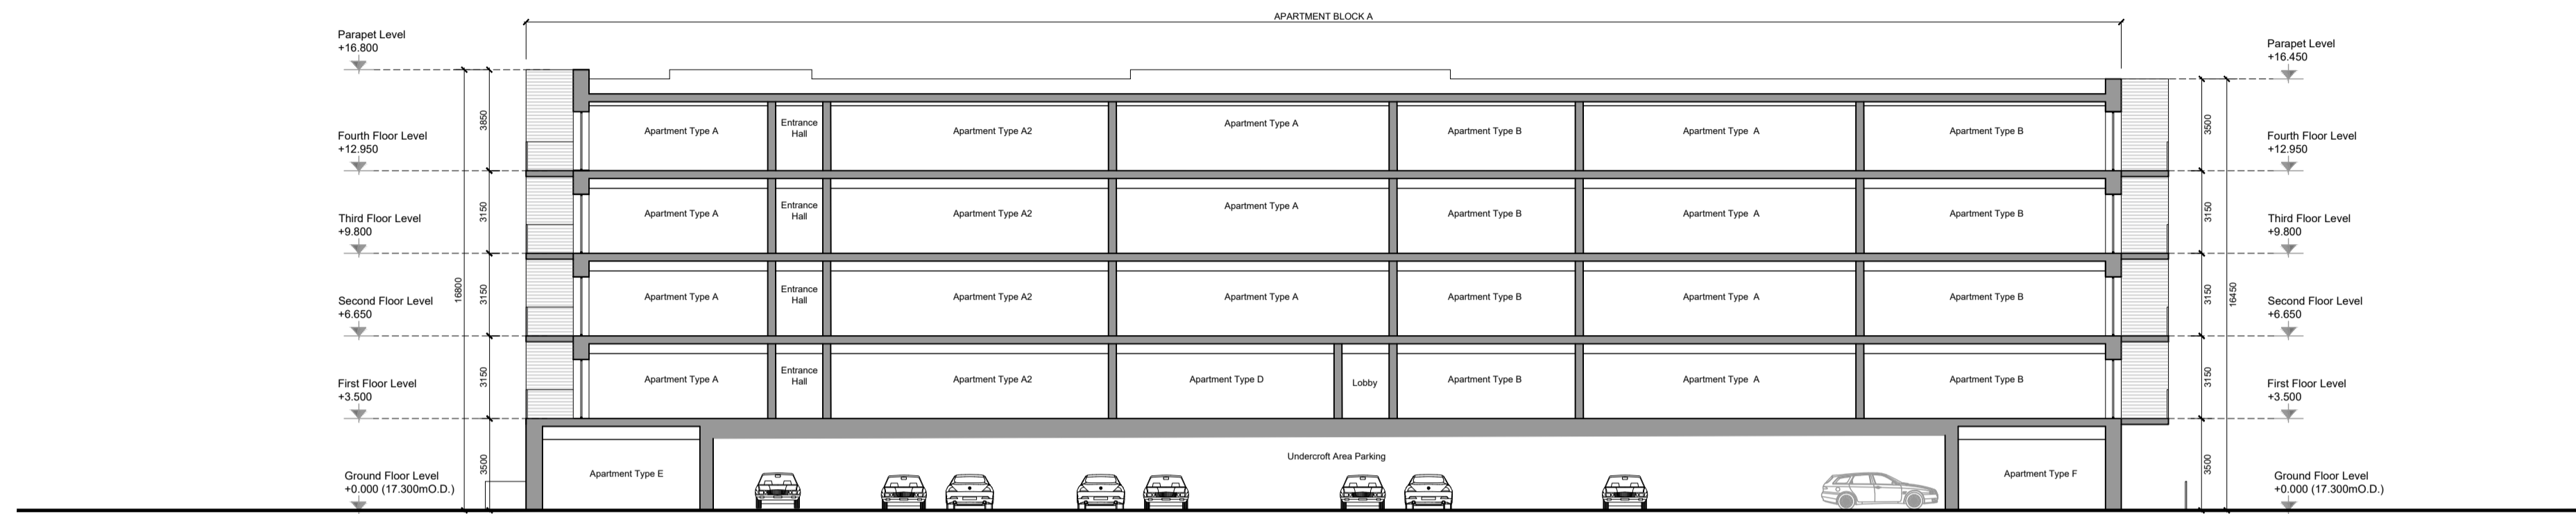 APARTMENT BLOCK A
Parapet Level
+16.800
Parapet Level
+16.450
3850
3500
Fourth Floor Level
+12.950
Apartment Type A
Entrance
Hall
Apartment Type A2
Apartment Type A
Apartment Type B
Apartment Type A
Apartment Type B
Fourth Floor Level
+12.950
3150
3150
Third Floor Level
+9.800
Apartment Type A
Entrance
Hall
Apartment Type A2
Apartment Type A
Apartment Type B
Apartment Type A
Apartment Type B
Third Floor Level
+9.800
16800
3150
3150
16450
Second Floor Level
+6.650
Apartment Type A
Entrance
Hall
Apartment Type A2
Apartment Type A
Apartment Type B
Apartment Type A
Apartment Type B
Second Floor Level
+6.650
3150
3150
First Floor Level
+3.500
Apartment Type A
Entrance
Hall
Apartment Type A2
Apartment Type D
Lobby
Apartment Type B
Apartment Type A
Apartment Type B
First Floor Level
+3.500
3500
3500
Ground Floor Level
+0.000 (17.300mO.D.)
Apartment Type E
Undercroft Area Parking
Apartment Type F
Ground Floor Level
+0.000 (17.300mO.D.)